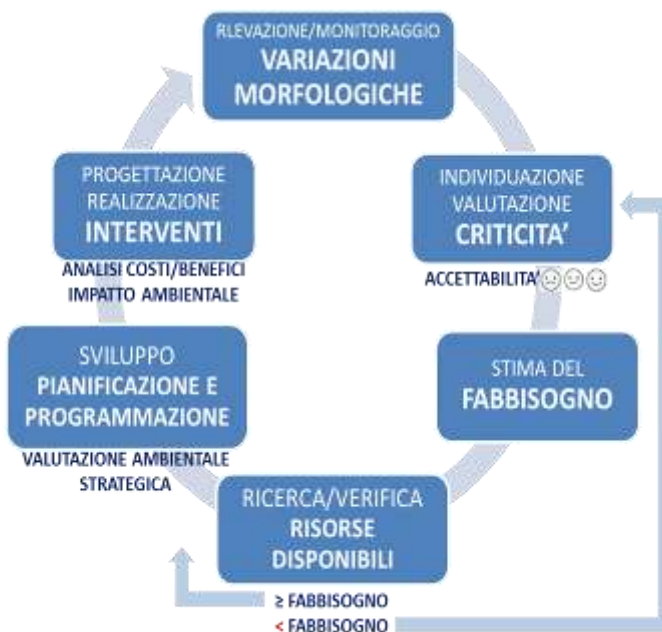 RLEVAZIONE/MONITORAGGIO
VARIAZIONI
MORFOLOGICHE
INDIVIDUAZIONE
VALUTAZIONE
CRITICITA’
ACCETTABILITA’
STIMA DEL
FABBISOGNO
RICERCA/VERIFICA
RISORSE
DISPONIBILI
≥ FABBISOGNO
< FABBISOGNO
SVILUPPO
PIANIFICAZIONE E
PROGRAMMAZIONE
VALUTAZIONE AMBIENTALE
STRATEGICA
PROGETTAZIONE
REALIZZAZIONE
INTERVENTI
ANALISI COSTI/BENEFICI
IMPATTO AMBIENTALE